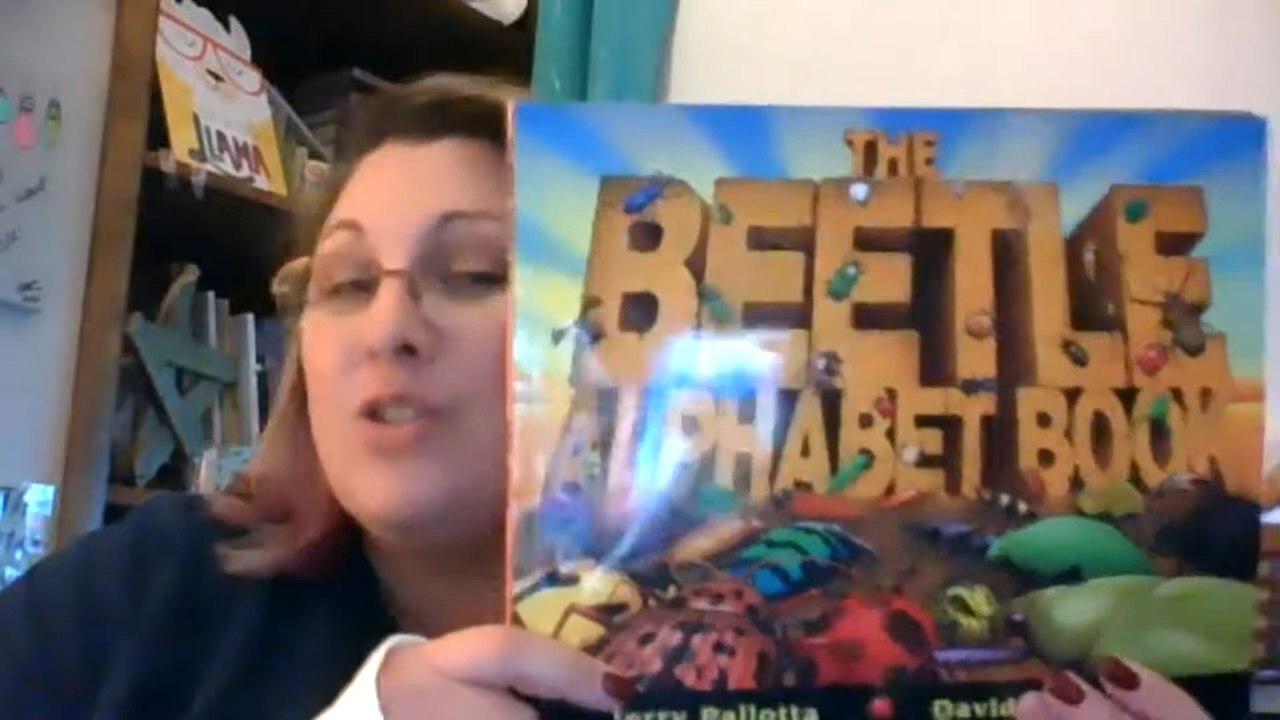 LLAMA
THE
BEETLE
ALPHABET BOOK
Jerry Pallotta
David